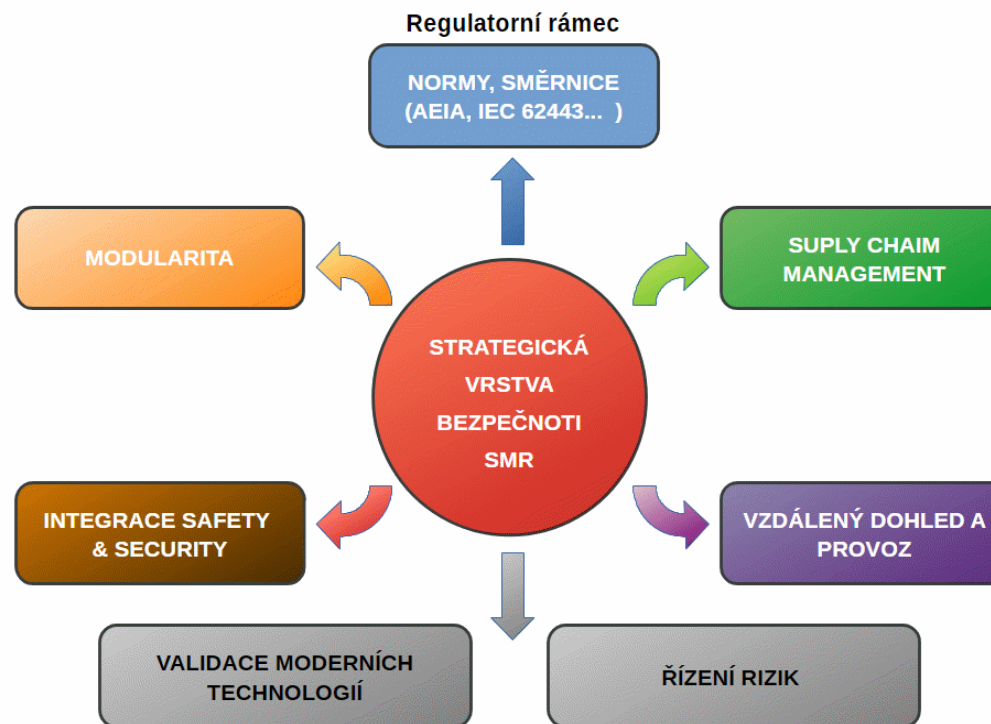 Regulatorní rámec
NORMY, SMĚRNICE
(AEIA, IEC 62443...  )
MODULARITA
SUPLY CHAIM
MANAGEMENT
STRATEGICKÁ
VRSTVA
BEZPEČNOTI
SMR
INTEGRACE SAFETY
& SECURITY
VZDÁLENÝ DOHLED A
PROVOZ
VALIDACE MODERNÍCH
TECHNOLOGIÍ
ŘÍZENÍ RIZIK